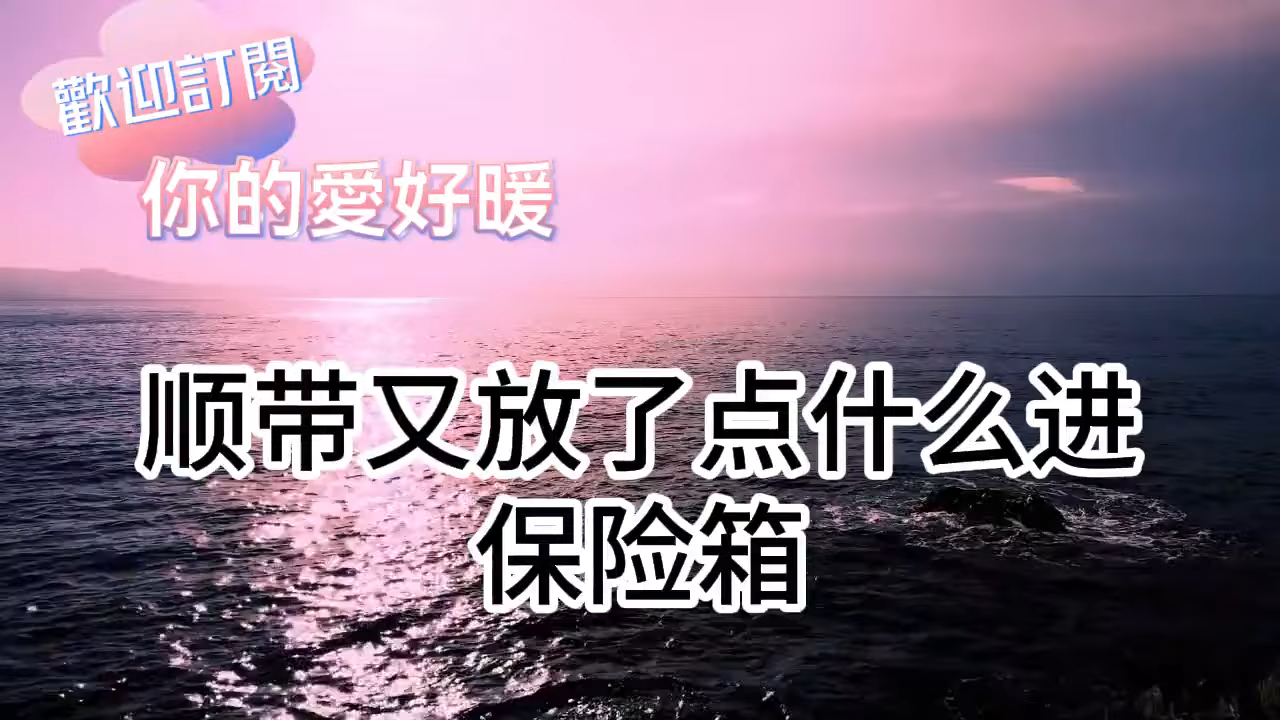 歡迎訂閱
你的愛好暖
顺带又放了点什么进
保险箱